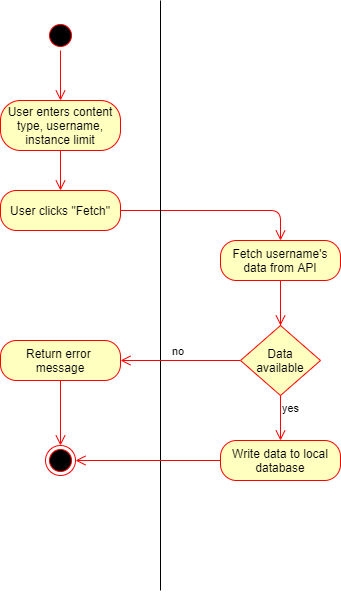 User enters content
type, username,
instance limit
User clicks "Fetch"
Fetch username's
data from API
Data
available
no
yes
Return error
message
Write data to local
database